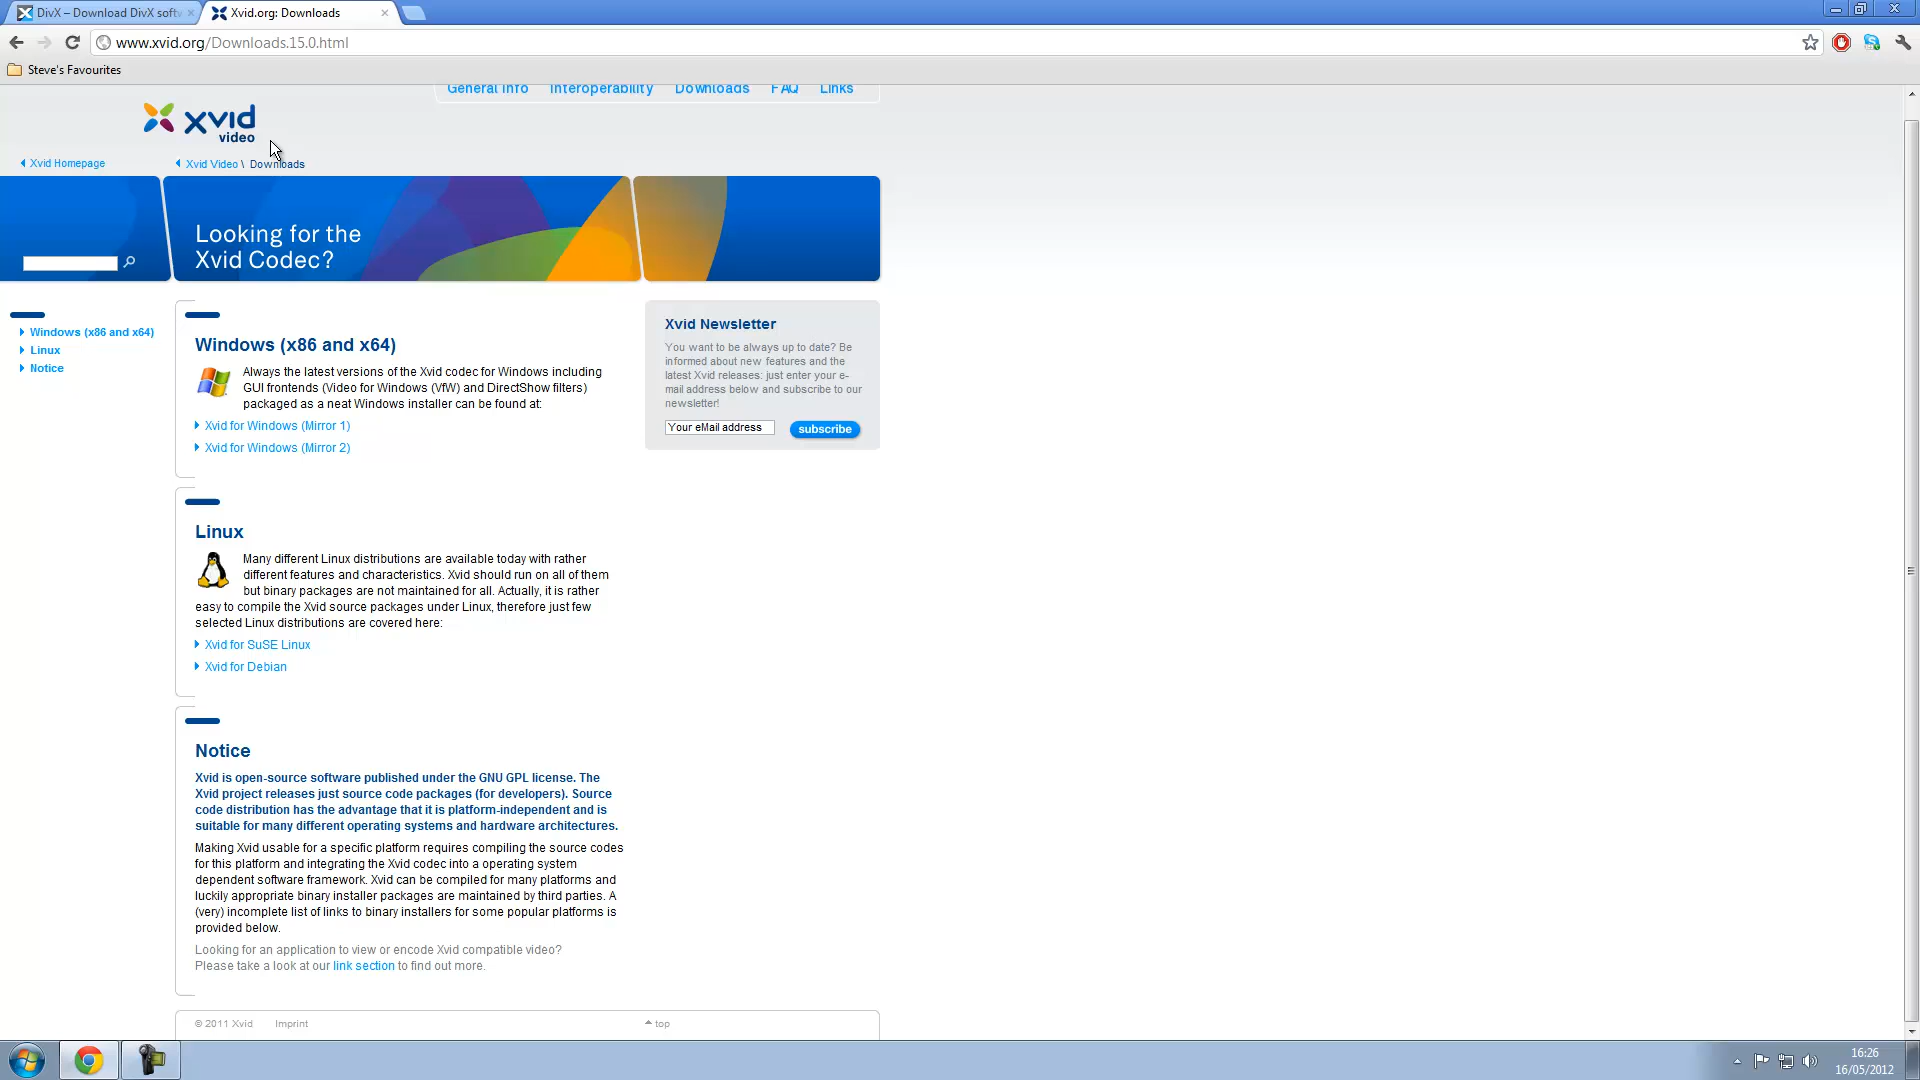 DivX – Download DivX softv
Xvid.org: Downloads
www.xvid.org/Downloads.15.0.html
Steve's Favourites
General Info Interoperability Downloads FAQ Links
xvid
video
Xvid Homepage
Xvid Video \ Downloads
Looking for the
Xvid Codec?
Windows (x86 and x64)
Linux
Notice
Windows (x86 and x64)
Always the latest versions of the Xvid codec for Windows including
GUI frontends (Video for Windows (VfW) and DirectShow filters)
packaged as a neat Windows installer can be found at:
Xvid for Windows (Mirror 1)
Xvid for Windows (Mirror 2)
Xvid Newsletter
You want to be always up to date? Be
informed about new features and the
latest Xvid releases: just enter your e-
mail address below and subscribe to our
newsletter!
Your eMail address
subscribe
Linux
Many different Linux distributions are available today with rather
different features and characteristics. Xvid should run on all of them
but binary packages are not maintained for all. Actually, it is rather
easy to compile the Xvid source packages under Linux, therefore just few
selected Linux distributions are covered here:
Xvid for SuSE Linux
Xvid for Debian
Notice
Xvid is open-source software published under the GNU GPL license. The
Xvid project releases just source code packages (for developers). Source
code distribution has the advantage that it is platform-independent and is
suitable for many different operating systems and hardware architectures.
Making Xvid usable for a specific platform requires compiling the source codes
for this platform and integrating the Xvid codec into a operating system
dependent software framework. Xvid can be compiled for many platforms and
luckily appropriate binary installer packages are maintained by third parties. A
(very) incomplete list of links to binary installers for some popular platforms is
provided below.
Looking for an application to view or encode Xvid compatible video?
Please take a look at our link section to find out more.
© 2011 Xvid Imprint top
16:26
16/05/2012